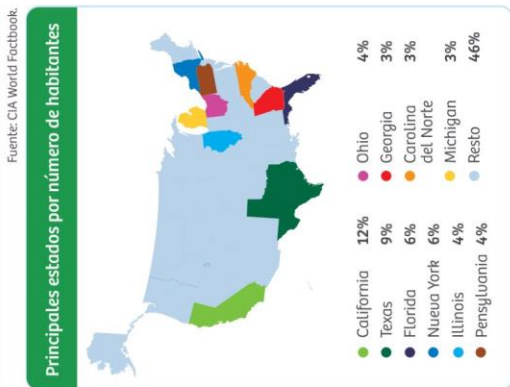 Fuente: CIA World Factbook.
Principales estados por número de habitantes
California 12%
Texas 9%
Florida 6%
Nueva York 6%
Illinois 4%
Pensylvania 4%
Ohio 4%
Georgia 3%
Carolina
del Norte 3%
Michigan 3%
Resto 46%